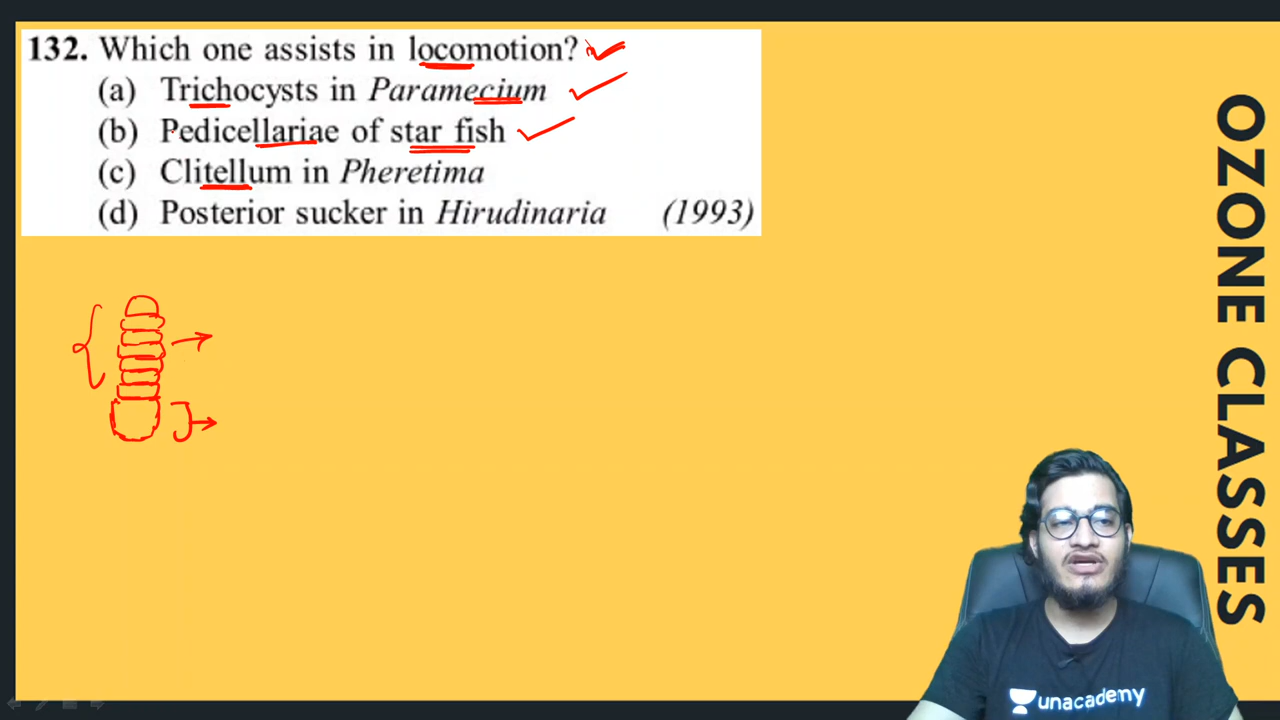 132. Which one assists in locomotion?
(a) Trichocysts in Paramecium
(b) Pedicellariae of star fish
(c) Clitellum in Pheretima
(d) Posterior sucker in Hirudinaria (1993)
OZONE CLASSES
unacademy